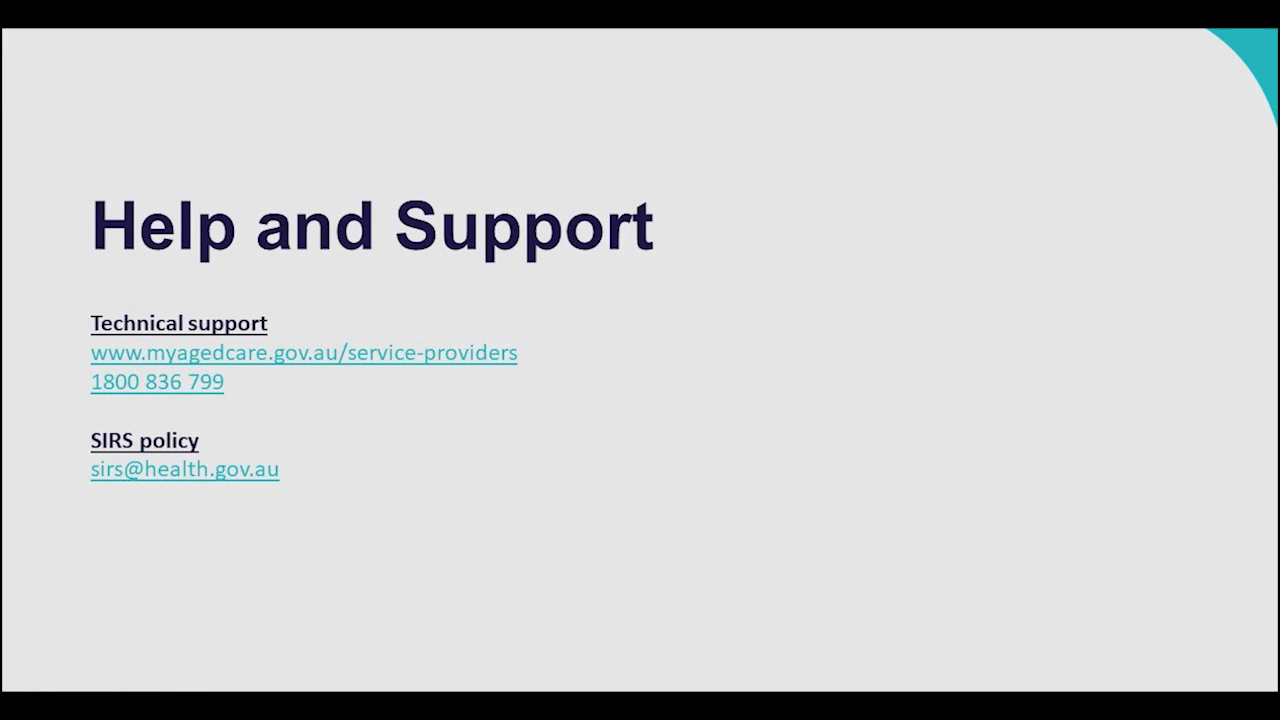 Help and Support
Technical support
www.myagedcare.gov.au/service-providers
1800 836 799
SIRS policy
sirs@health.gov.au